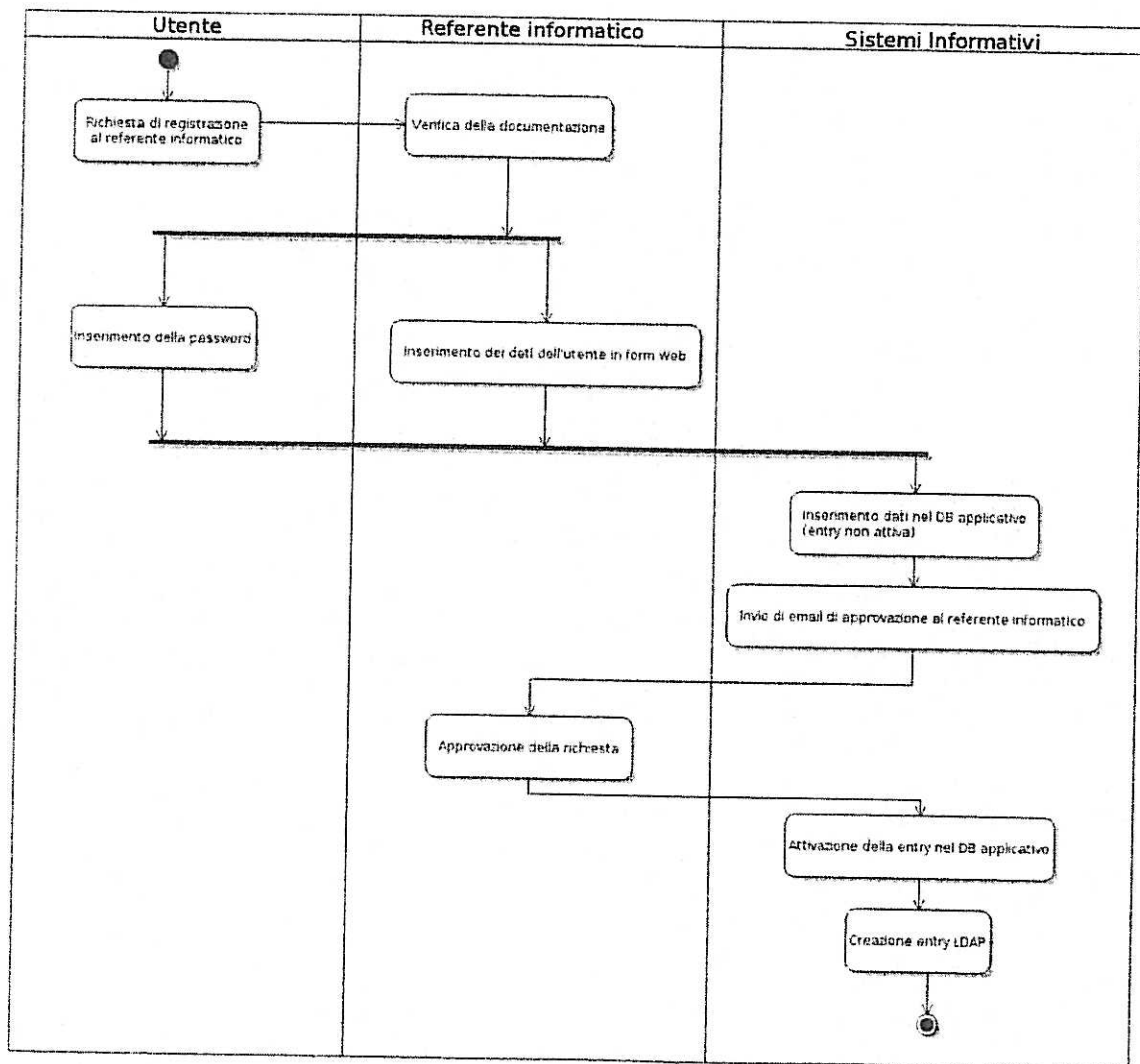 Utente
Referente informatico
Sistemi Informativi
Richiesta di registrazione
al referente informatico
Verifica della documentazione
Inserimento della password
Inserimento dei dati dell'utente in form Web
Inserimento dati nel DB applicativo
(entry non attiva)
Invio di email di approvazione al referente informatico
Approvazione della richiesta
Attivazione della entry nel DB applicativo
Creazione entry LDAP